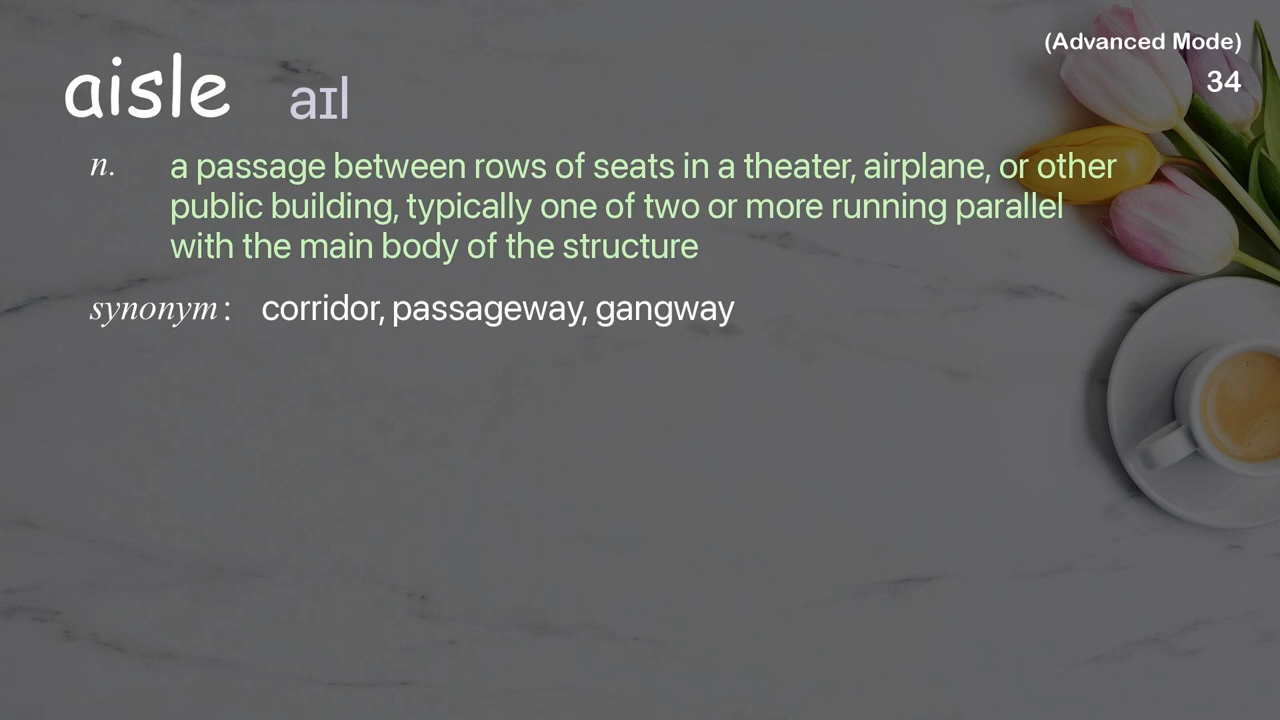 (Advanced Mode)
34
aisle aɪl
n. a passage between rows of seats in a theater, airplane, or other
public building, typically one of two or more running parallel
with the main body of the structure
synonym: corridor, passageway, gangway